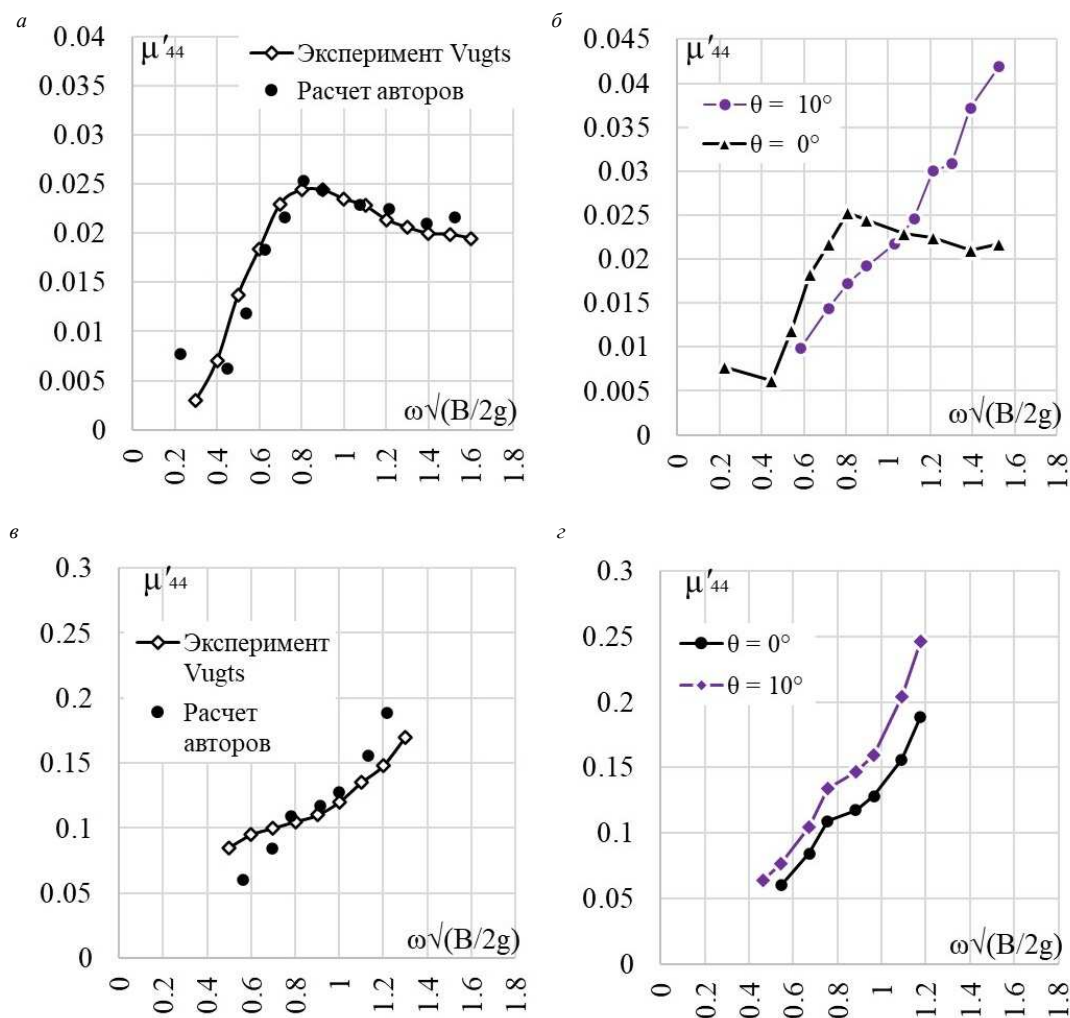 а
0.04
0.035
0.03
0.025
0.02
0.015
0.01
0.005
0
μ′44
Эксперимент Vugts
Расчет авторов
ω√(B/2g)
0 0.2 0.4 0.6 0.8 1 1.2 1.4 1.6 1.8
б
0.045
0.04
0.035
0.03
0.025
0.02
0.015
0.01
0.005
0
μ′44
θ = 10°
θ = 0°
ω√(B/2g)
0 0.2 0.4 0.6 0.8 1 1.2 1.4 1.6 1.8
в
0.3
0.25
0.2
0.15
0.1
0.05
0
μ′44
Эксперимент
Vugts
Расчет
авторов
ω√(B/2g)
0 0.2 0.4 0.6 0.8 1 1.2 1.4 1.6 1.8
г
0.3
0.25
0.2
0.15
0.1
0.05
0
μ′44
θ = 0°
θ = 10°
ω√(B/2g)
0 0.2 0.4 0.6 0.8 1 1.2 1.4 1.6 1.8